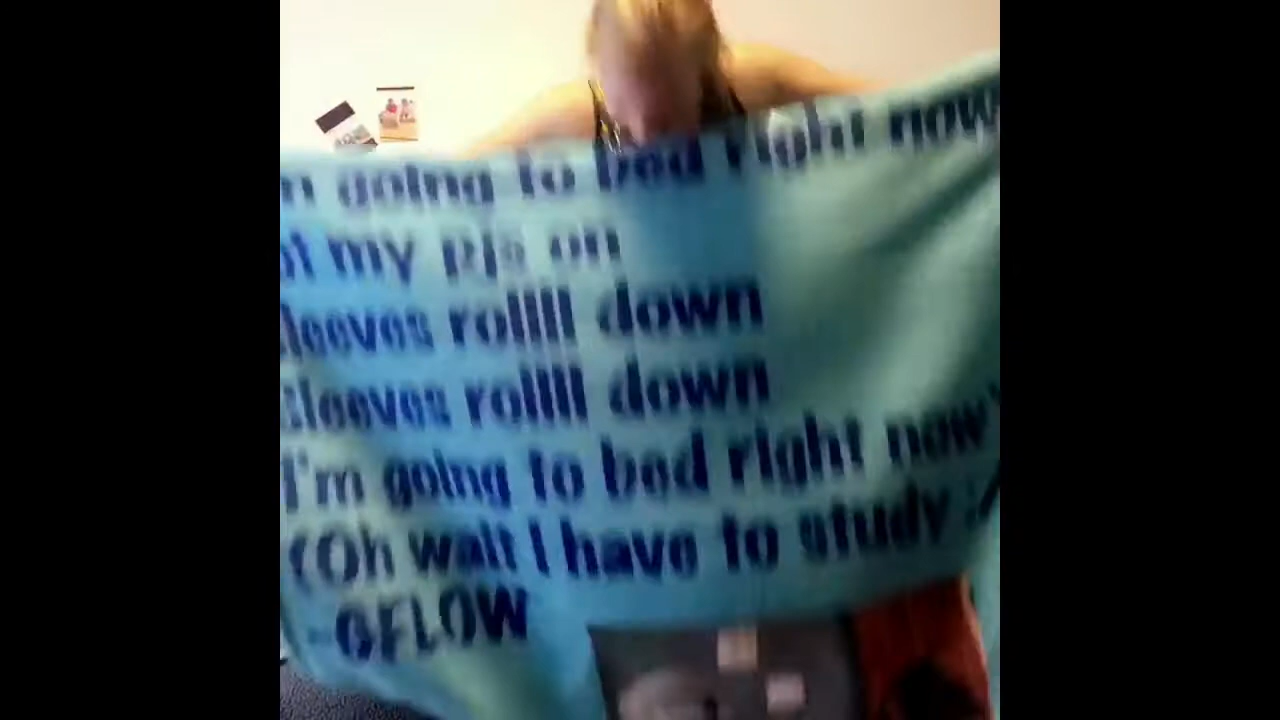 going to bed right now
my PJs on
sleeves rollll down
sleeves rollll down
I'm going to bed right now
(Oh wait I have to study :/
-GFLOW